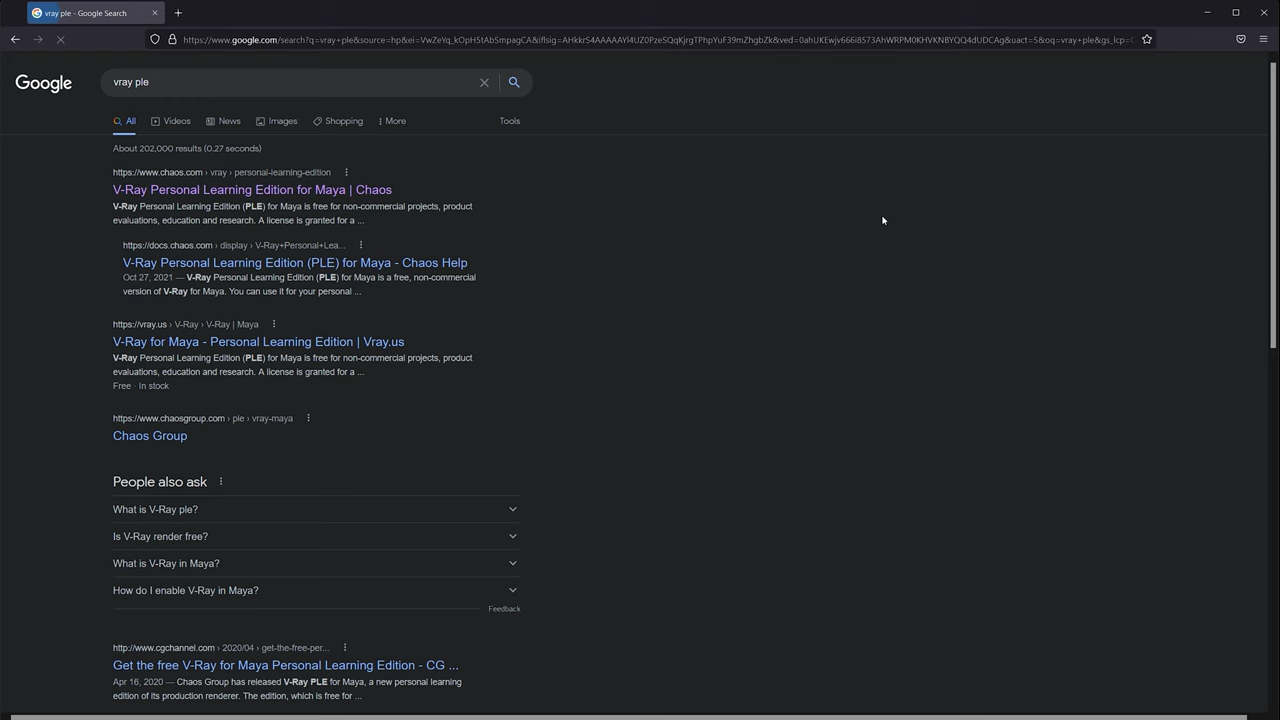 vray ple - Google Search
Google
vray ple
All Videos News Images Shopping More Tools
About 202,000 results (0.27 seconds)
https://www.chaos.com › vray › personal-learning-edition
V-Ray Personal Learning Edition for Maya | Chaos
V-Ray Personal Learning Edition (PLE) for Maya is free for non-commercial projects, product
evaluations, education and research. A license is granted for a ...
https://docs.chaos.com › display › V-Ray+Personal+Lea...
V-Ray Personal Learning Edition (PLE) for Maya - Chaos Help
Oct 27, 2021 — V-Ray Personal Learning Edition (PLE) for Maya is a free, non-commercial
version of V-Ray for Maya. You can use it for your personal ...
https://vray.us › V-Ray › V-Ray | Maya
V-Ray for Maya - Personal Learning Edition | Vray.us
V-Ray Personal Learning Edition (PLE) for Maya is free for non-commercial projects, product
evaluations, education and research. A license is granted for a ...
Free · In stock
https://www.chaosgroup.com › ple › vray-maya
Chaos Group
People also ask
What is V-Ray ple?
Is V-Ray render free?
What is V-Ray in Maya?
How do I enable V-Ray in Maya?
Feedback
http://www.cgchannel.com › 2020/04 › get-the-free-per...
Get the free V-Ray for Maya Personal Learning Edition - CG ...
Apr 16, 2020 — Chaos Group has released V-Ray PLE for Maya, a new personal learning
edition of its production renderer. The edition, which is free for ...